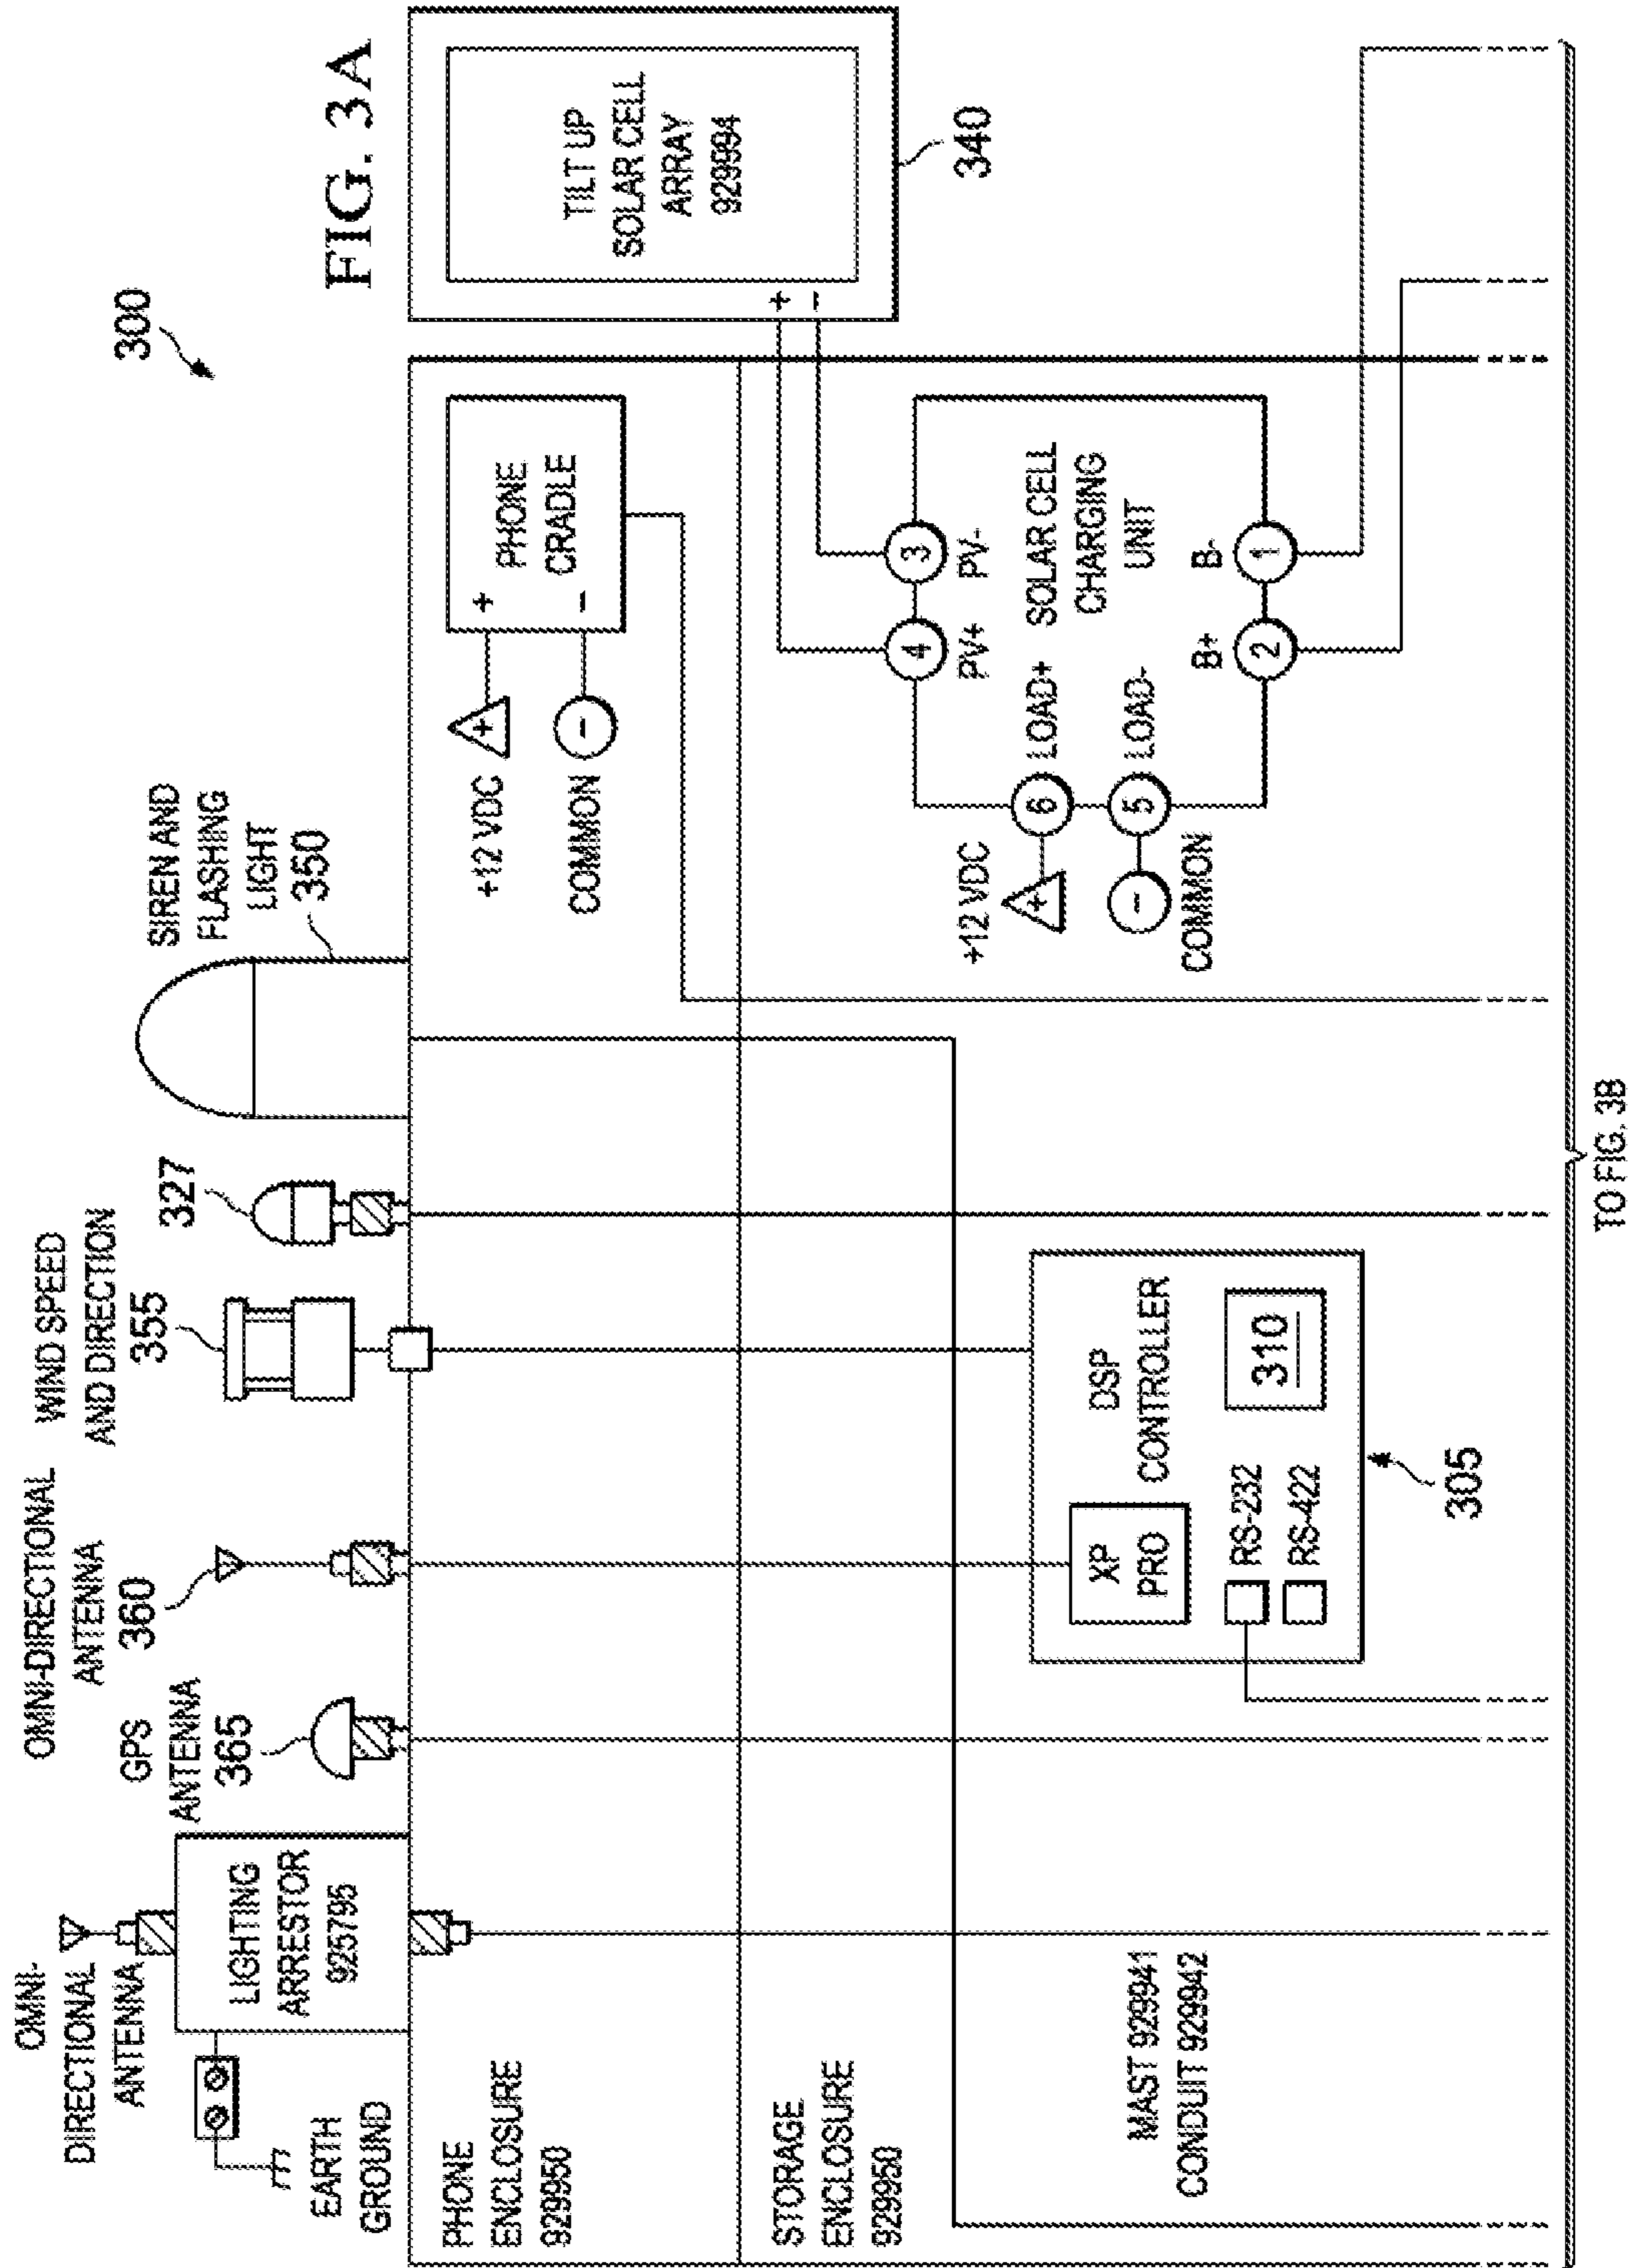 FIG. 3A
300
OMNI-
DIRECTIONAL
ANTENNA
LIGHTING
ARRESTOR
925795
EARTH
GROUND
GPS
ANTENNA
365
OMNI-DIRECTIONAL
ANTENNA
360
WIND SPEED
AND DIRECTION
355
327
SIREN AND
FLASHING
LIGHT
350
TILT UP
SOLAR CELL
ARRAY
929994
+
−
340
PHONE
ENCLOSURE
929950
+12 VDC
+
COMMON
−
+
−
PHONE
CRADLE
STORAGE
ENCLOSURE
929950
MAST 929941
CONDUIT 929942
XP
PRO
DSP
CONTROLLER
RS-232
RS-422
310
305
4
3
PV+
PV-
+12 VDC
+
6
LOAD+
SOLAR CELL
CHARGING
UNIT
−
5
LOAD-
COMMON
B+
B-
2
1
TO FIG. 3B